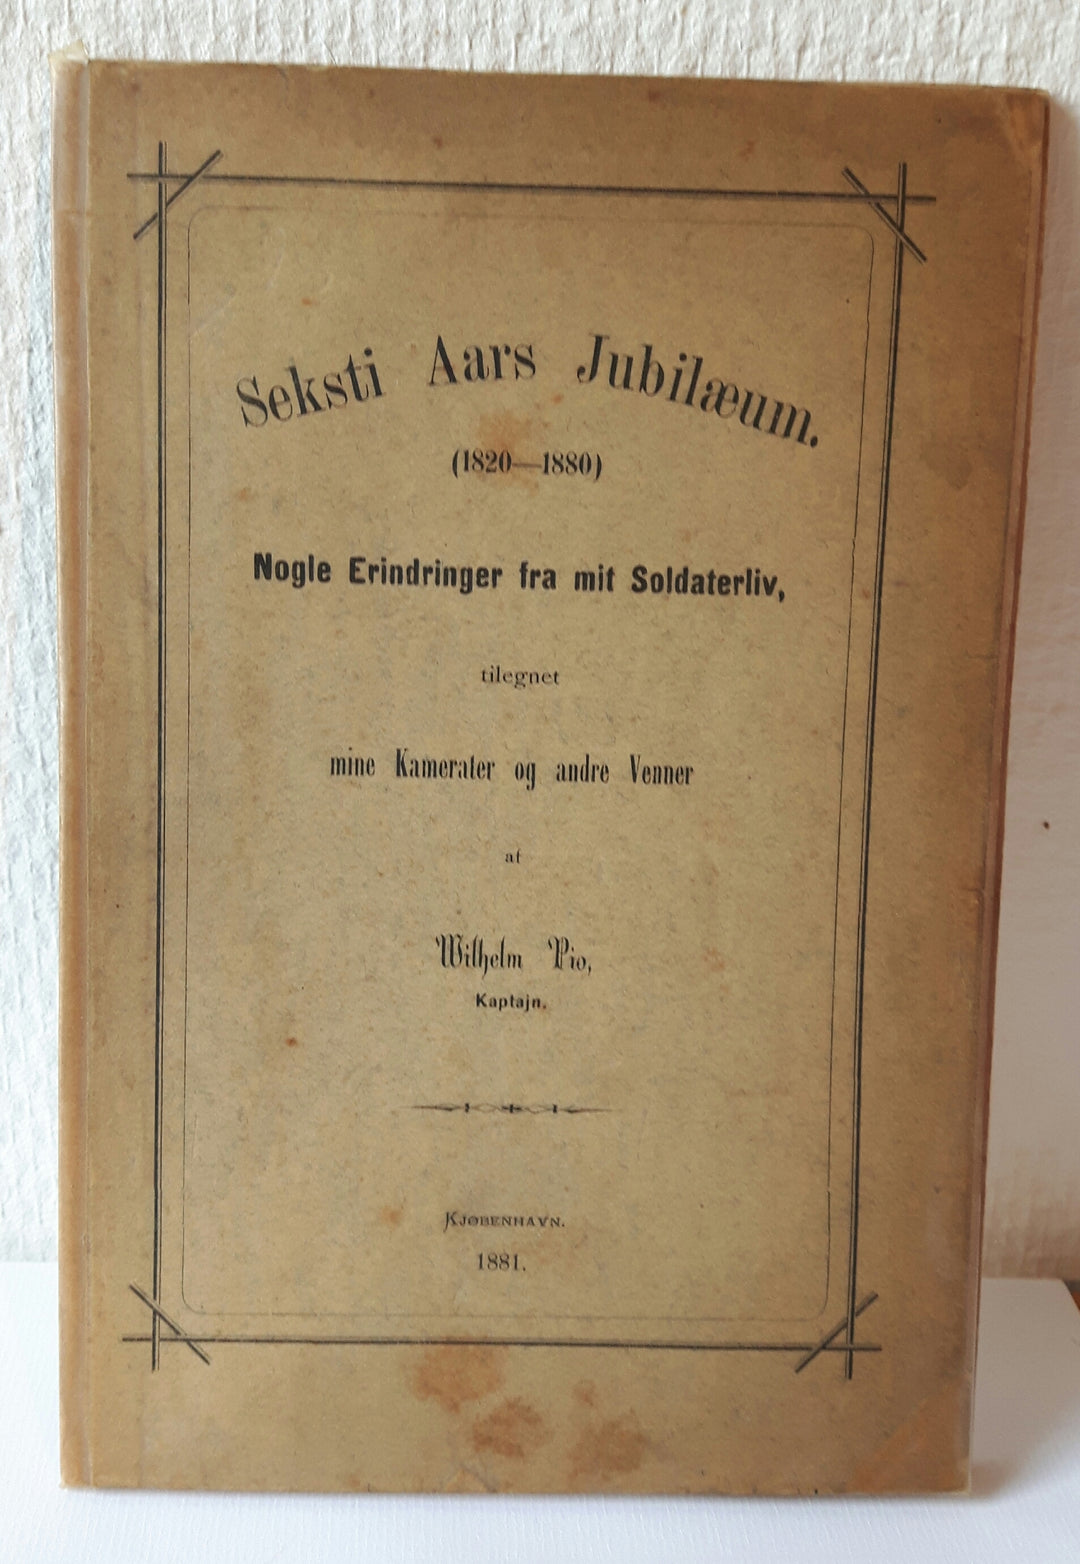 Seksti Aars Jubilæum.
(1820—1880)
Nogle Erindringer fra mit Soldaterliv,
tilegnet
mine Kamerater og andre Venner
af
Wilhelm Pio,
Kaptajn.
KJØBENHAVN.
1881.